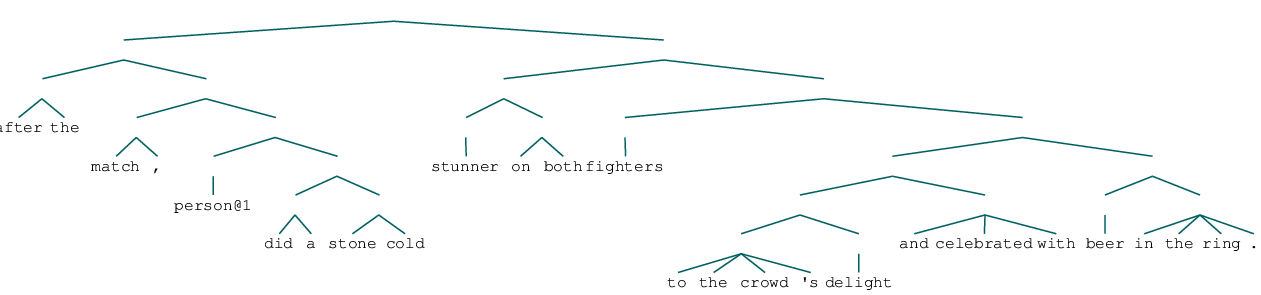 after the
match ,
person@1
did a stone cold
stunner on both fighters
to the crowd 's delight
and celebrated with beer in the ring .